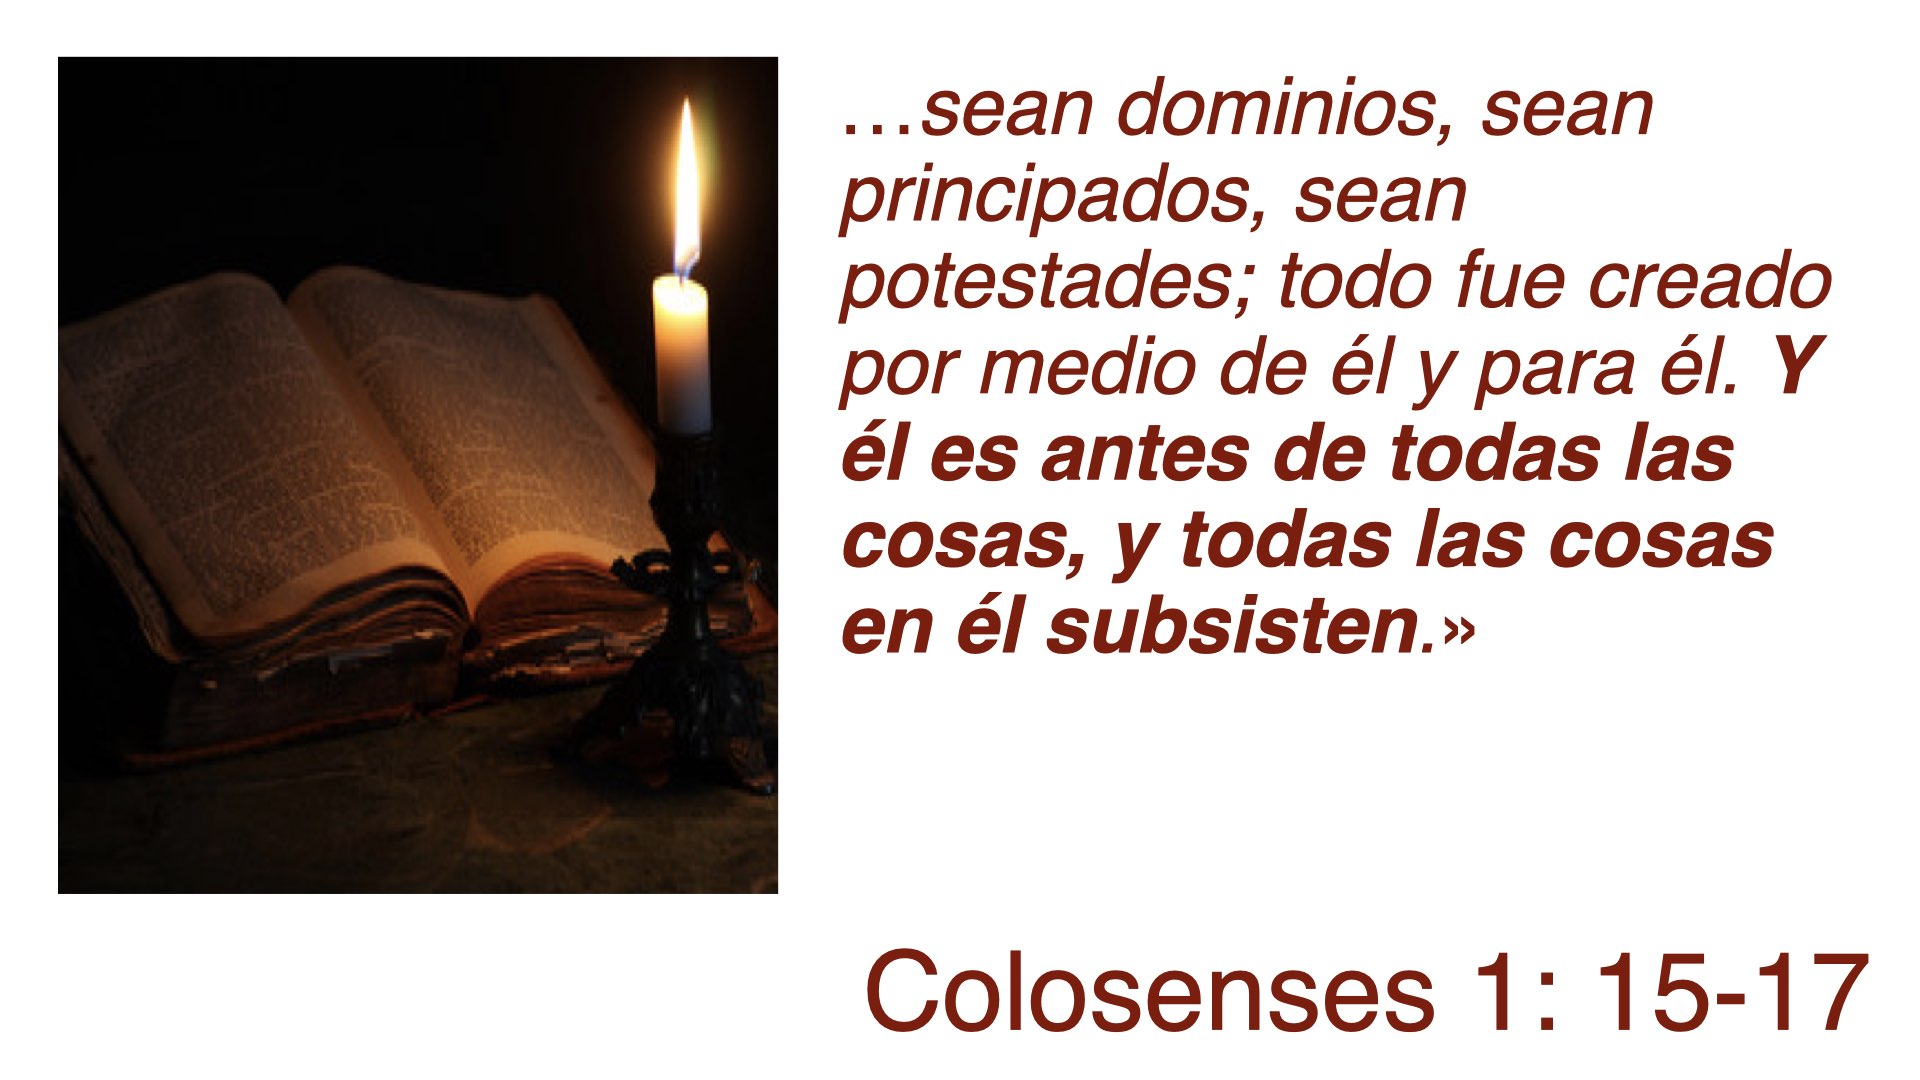 …sean dominios, sean
principados, sean
potestades; todo fue creado
por medio de él y para él. Y
él es antes de todas las
cosas, y todas las cosas
en él subsisten.»
Colosenses 1: 15-17